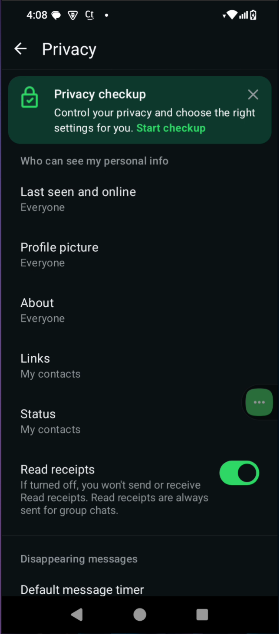 4:08
Privacy
Privacy checkup
Control your privacy and choose the right
settings for you. Start checkup
Who can see my personal info
Last seen and online
Everyone
Profile picture
Everyone
About
Everyone
Links
My contacts
Status
My contacts
Read receipts
If turned off, you won't send or receive
Read receipts. Read receipts are always
sent for group chats.
Disappearing messages
Default message timer